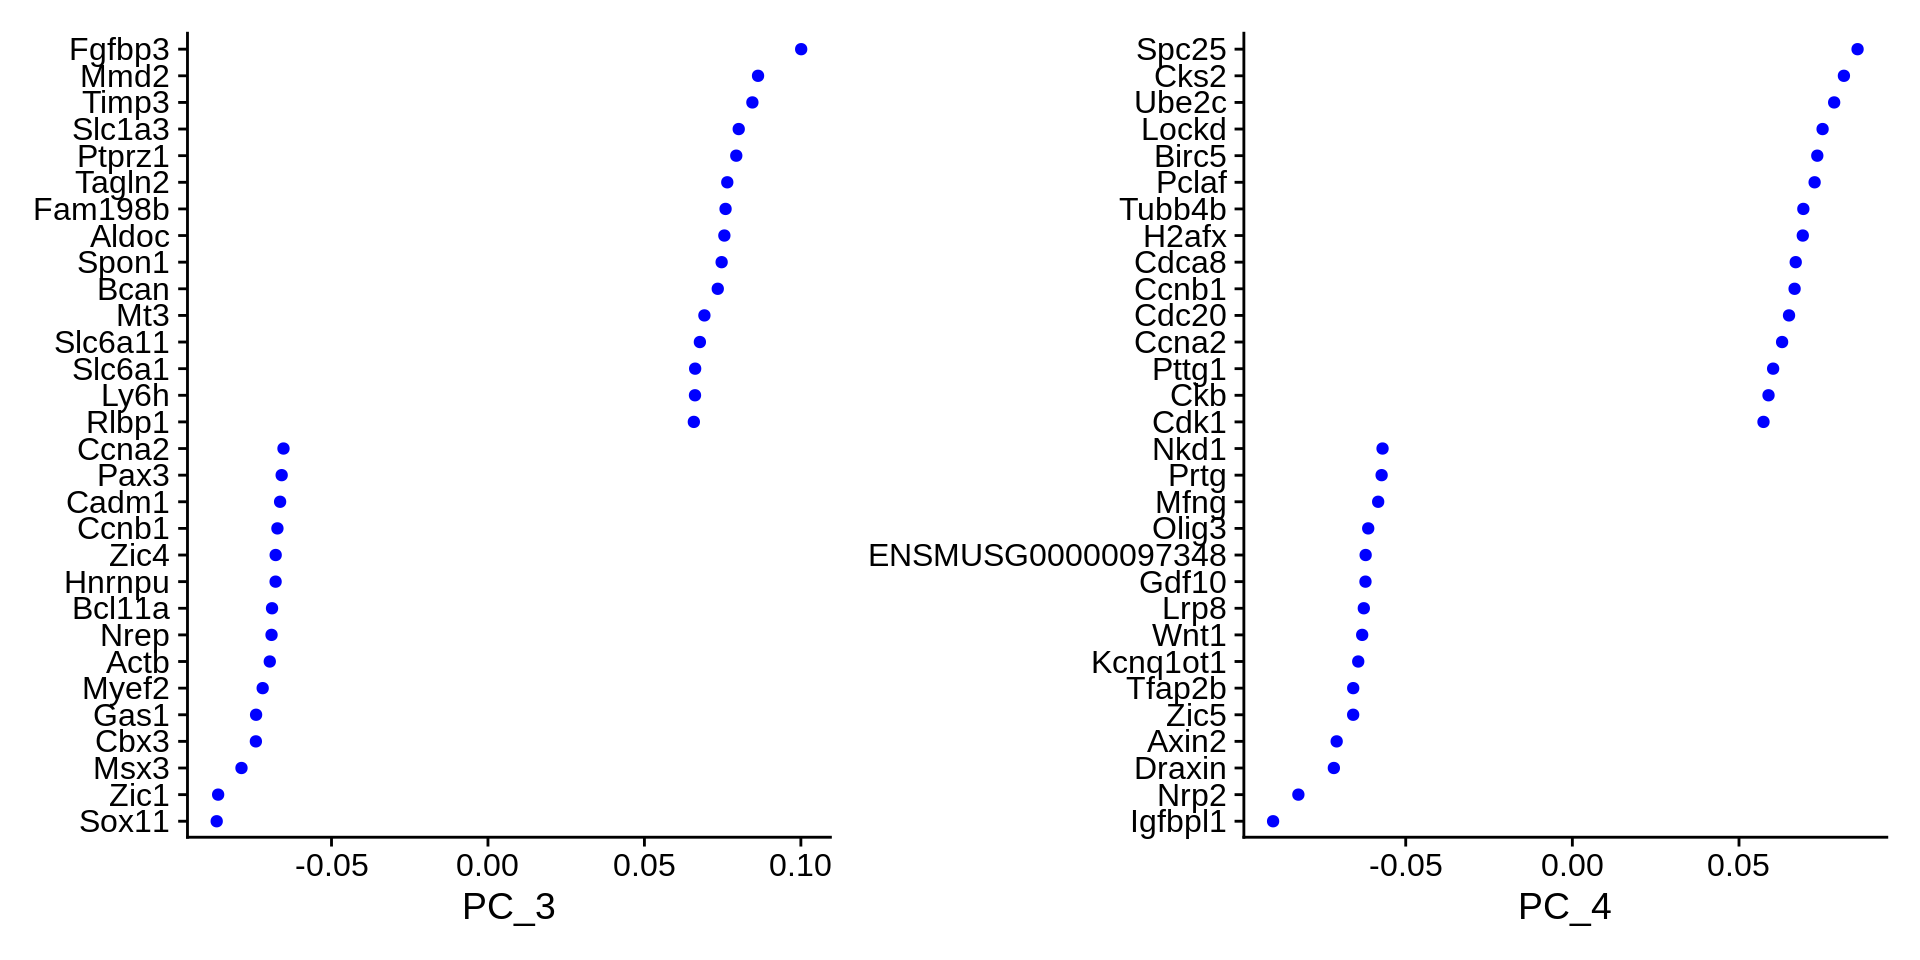 Fgfbp3
Mmd2
Timp3
Slc1a3
Ptprz1
Tagln2
Fam198b
Aldoc
Spon1
Bcan
Mt3
Slc6a11
Slc6a1
Ly6h
Rlbp1
Ccna2
Pax3
Cadm1
Ccnb1
Zic4
Hnrnpu
Bcl11a
Nrep
Actb
Myef2
Gas1
Cbx3
Msx3
Zic1
Sox11
-0.05 0.00 0.05 0.10
PC_3
Spc25
Cks2
Ube2c
Lockd
Birc5
Pclaf
Tubb4b
H2afx
Cdca8
Ccnb1
Cdc20
Ccna2
Pttg1
Ckb
Cdk1
Nkd1
Prtg
Mfng
Olig3
ENSMUSG00000097348
Gdf10
Lrp8
Wnt1
Kcnq1ot1
Tfap2b
Zic5
Axin2
Draxin
Nrp2
Igfbpl1
-0.05 0.00 0.05
PC_4